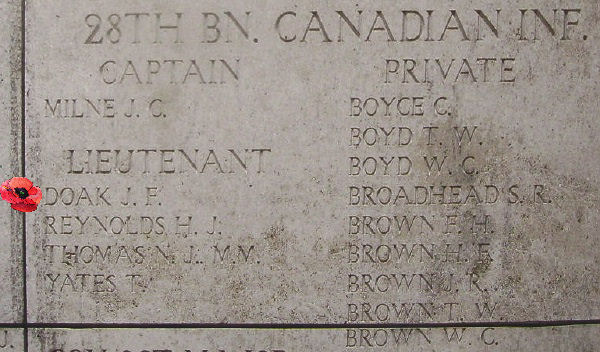 28TH BN. CANADIAN INF.
CAPTAIN
MILNE J. C.
LIEUTENANT
DOAK J. F.
REYNOLDS H. J.
THOMAS N. J., M.M.
YATES T.
PRIVATE
BOYCE C.
BOYD T. W.
BOYD W. C.
BROADHEAD S. R.
BROWN F. H.
BROWN H. F.
BROWN J. R.
BROWN T. W.
BROWN W. C.